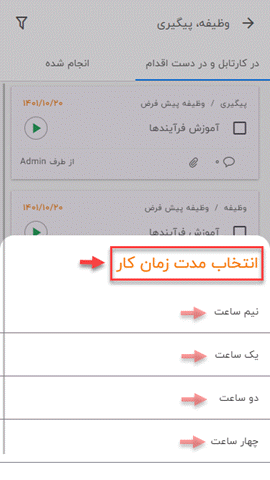 وظیفه، پیگیری
در کارتابل و در دست اقدام
انجام شده
پیگیری / وظیفه پیش فرض
۱۴۰۱/۱۰/۲۰
آموزش فرآیندها
۰
از طرف Admin
وظیفه / وظیفه پیش فرض
۱۴۰۱/۱۰/۲۰
آموزش فرآیندها
انتخاب مدت زمان کار
نیم ساعت
یک ساعت
دو ساعت
چهار ساعت